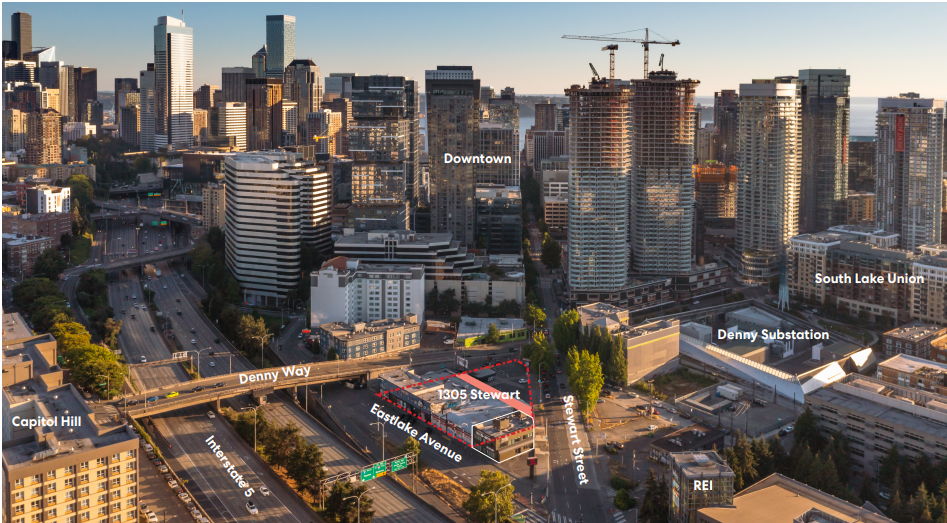 Downtown
South Lake Union
Denny Substation
Denny Way
1305 Stewart
Capitol Hill
Eastlake Avenue
Stewart Street
Interstate 5
REI